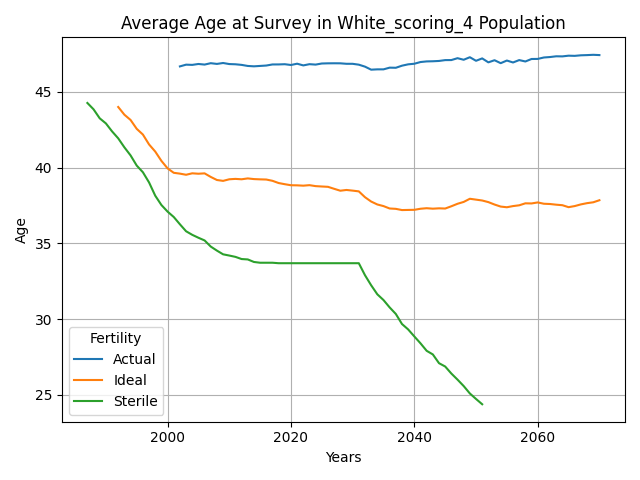 Average Age at Survey in White_scoring_4 Population
Age
45
40
35
30
25
Fertility
Actual
Ideal
Sterile
2000 2020 2040 2060
Years